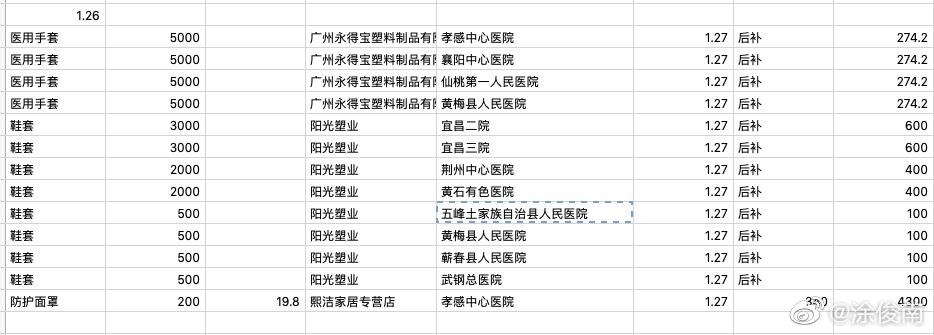 1.26
医用手套 5000 广州永得宝塑料制品有限 孝感中心医院 1.27 后补 274.2
医用手套 5000 广州永得宝塑料制品有限 襄阳中心医院 1.27 后补 274.2
医用手套 5000 广州永得宝塑料制品有限 仙桃第一人民医院 1.27 后补 274.2
医用手套 5000 广州永得宝塑料制品有限 黄梅县人民医院 1.27 后补 274.2
鞋套 3000 阳光塑业 宜昌二院 1.27 后补 600
鞋套 3000 阳光塑业 宜昌三院 1.27 后补 600
鞋套 2000 阳光塑业 荆州中心医院 1.27 后补 400
鞋套 2000 阳光塑业 黄石有色医院 1.27 后补 400
鞋套 500 阳光塑业 五峰土家族自治县人民医院 1.27 后补 100
鞋套 500 阳光塑业 黄梅县人民医院 1.27 后补 100
鞋套 500 阳光塑业 蕲春县人民医院 1.27 后补 100
鞋套 500 阳光塑业 武钢总医院 1.27 后补 100
防护面罩 200 19.8 熙洁家居专营店 孝感中心医院 1.27 4300
@涂俊南